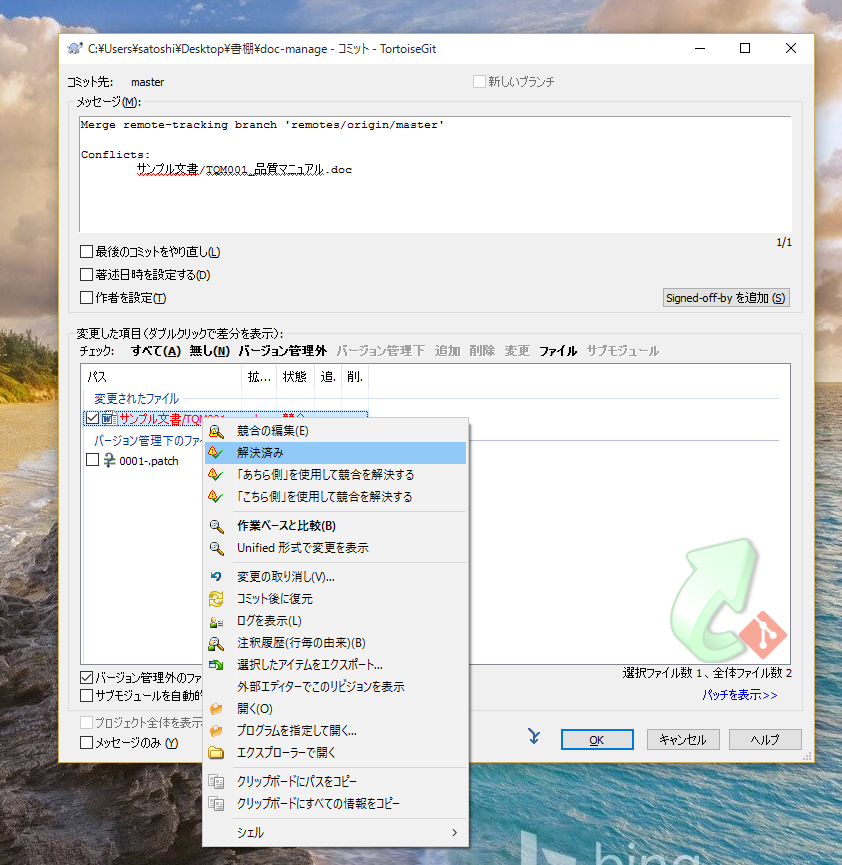 C:¥Users¥satoshi¥Desktop¥書棚¥doc-manage - コミット - TortoiseGit
コミット先: master 新しいブランチ
メッセージ(M):
Merge remote-tracking branch 'remotes/origin/master'
Conflicts:
サンプル文書/TQM001_品質マニュアル.doc
1/1
最後のコミットをやり直し(L)
著述日時を設定する(D)
作者を設定(T)
Signed-off-by を追加 (S)
変更した項目(ダブルクリックで差分を表示):
チェック: すべて(A) 無し(N) バージョン管理外 バージョン管理下 追加 削除 変更 ファイル サブモジュール
パス 拡... 状態 追. 削.
変更されたファイル
サンプル文書/TQM001
バージョン管理下のファ
0001-.patch
競合の編集(E)
解決済み
「あちら側」を使用して競合を解決する
「こちら側」を使用して競合を解決する
作業ベースと比較(B)
Unified 形式で変更を表示
変更の取り消し(V)...
コミット後に復元
ログを表示(L)
注釈履歴(行毎の由来)(B)
選択したアイテムをエクスポート...
外部エディターでこのリビジョンを表示
開く(O)
プログラムを指定して開く...
エクスプローラーで開く
クリップボードにパスをコピー
クリップボードにすべての情報をコピー
シェル
バージョン管理外のファ
サブモジュールを自動的
プロジェクト全体を表示
メッセージのみ (Y)
選択ファイル数 1 、全体ファイル数 2
パッチを表示>>
OK キャンセル ヘルプ
bing